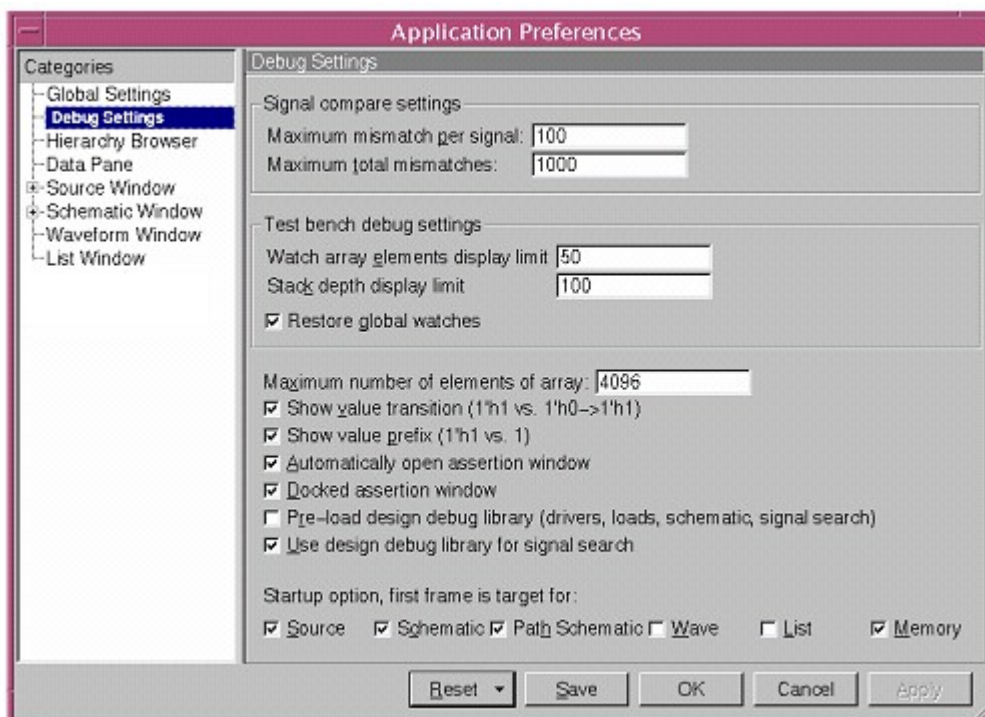 Application Preferences
Categories
Global Settings
Debug Settings
Hierarchy Browser
Data Pane
Source Window
Schematic Window
Waveform Window
List Window
Debug Settings
Signal compare settings
Maximum mismatch per signal: 100
Maximum total mismatches: 1000
Test bench debug settings
Watch array elements display limit 50
Stack depth display limit 100
Restore global watches
Maximum number of elements of array: 4096
Show value transition (1'h1 vs. 1'h0->1'h1)
Show value prefix (1'h1 vs. 1)
Automatically open assertion window
Docked assertion window
Pre-load design debug library (drivers, loads, schematic, signal search)
Use design debug library for signal search
Startup option, first frame is target for:
Source Schematic Path Schematic Wave List Memory
Reset Save OK Cancel Apply